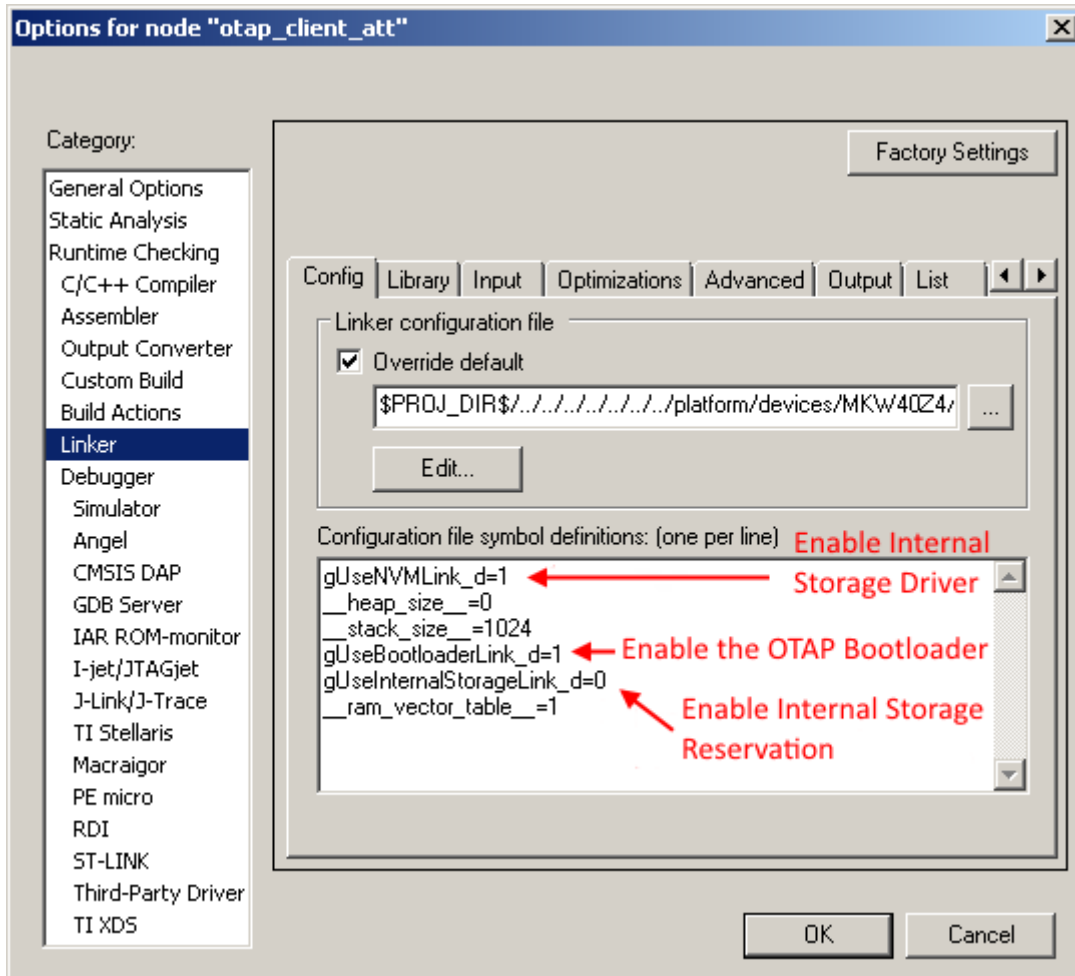 Options for node "otap_client_att"
Category:
General Options
Static Analysis
Runtime Checking
C/C++ Compiler
Assembler
Output Converter
Custom Build
Build Actions
Linker
Debugger
Simulator
Angel
CMSIS DAP
GDB Server
IAR ROM-monitor
I-jet/JTAGjet
J-Link/J-Trace
TI Stellaris
Macraigor
PE micro
RDI
ST-LINK
Third-Party Driver
TI XDS
Factory Settings
Config Library Input Optimizations Advanced Output List
Linker configuration file
Override default
$PROJ_DIR$/../../../../../../../../platform/devices/MKW40Z4/
...
Edit...
Configuration file symbol definitions: (one per line)
gUseNVMLink_d=1
__heap_size__=0
__stack_size__=1024
gUseBootloaderLink_d=1
gUseInternalStorageLink_d=0
__ram_vector_table__=1
Enable Internal
Storage Driver
Enable the OTAP Bootloader
Enable Internal Storage
Reservation
OK Cancel